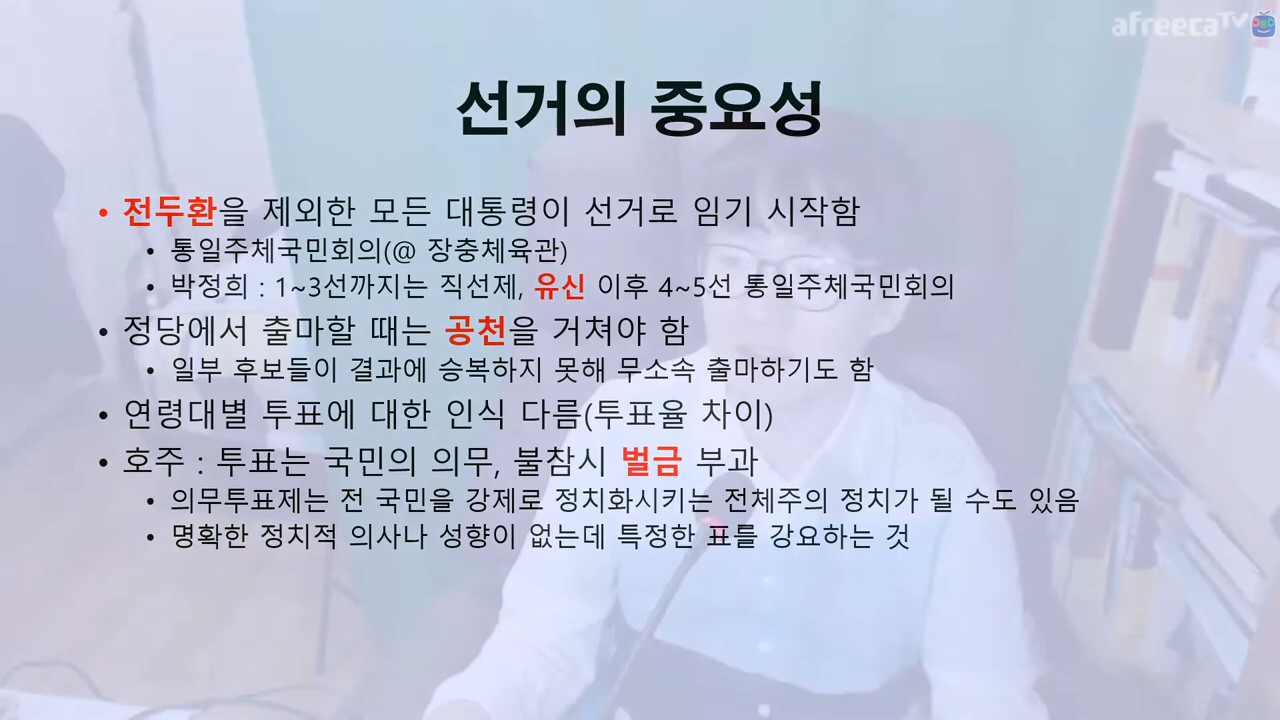 afreecaTV
선거의 중요성
• 전두환을 제외한 모든 대통령이 선거로 임기 시작함
• 통일주체국민회의(@ 장충체육관)
• 박정희 : 1~3선까지는 직선제, 유신 이후 4~5선 통일주체국민회의
• 정당에서 출마할 때는 공천을 거쳐야 함
• 일부 후보들이 결과에 승복하지 못해 무소속 출마하기도 함
• 연령대별 투표에 대한 인식 다름(투표율 차이)
• 호주 : 투표는 국민의 의무, 불참시 벌금 부과
• 의무투표제는 전 국민을 강제로 정치화시키는 전체주의 정치가 될 수도 있음
• 명확한 정치적 의사나 성향이 없는데 특정한 표를 강요하는 것